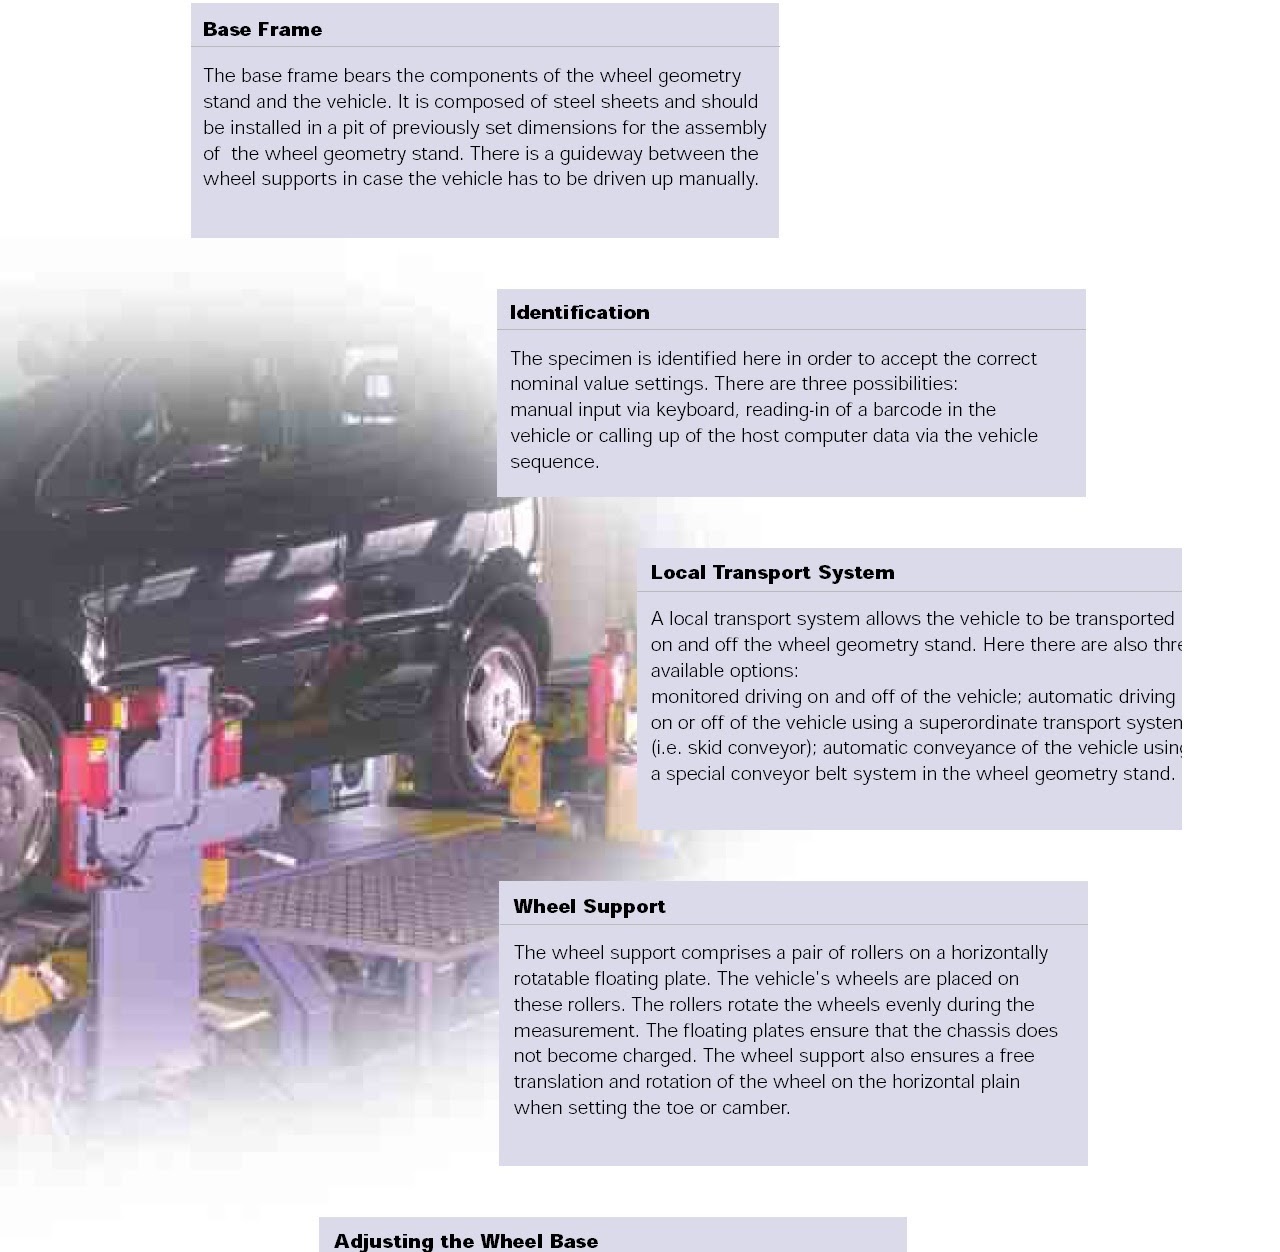 Base Frame
The base frame bears the components of the wheel geometry
stand and the vehicle. It is composed of steel sheets and should
be installed in a pit of previously set dimensions for the assembly
of the wheel geometry stand. There is a guideway between the
wheel supports in case the vehicle has to be driven up manually.
Identification
The specimen is identified here in order to accept the correct
nominal value settings. There are three possibilities:
manual input via keyboard, reading-in of a barcode in the
vehicle or calling up of the host computer data via the vehicle
sequence.
Local Transport System
A local transport system allows the vehicle to be transported
on and off the wheel geometry stand. Here there are also thre
available options:
monitored driving on and off of the vehicle; automatic driving
on or off of the vehicle using a superordinate transport system
(i.e. skid conveyor); automatic conveyance of the vehicle using
a special conveyor belt system in the wheel geometry stand.
Wheel Support
The wheel support comprises a pair of rollers on a horizontally
rotatable floating plate. The vehicle's wheels are placed on
these rollers. The rollers rotate the wheels evenly during the
measurement. The floating plates ensure that the chassis does
not become charged. The wheel support also ensures a free
translation and rotation of the wheel on the horizontal plain
when setting the toe or camber.
Adjusting the Wheel Base